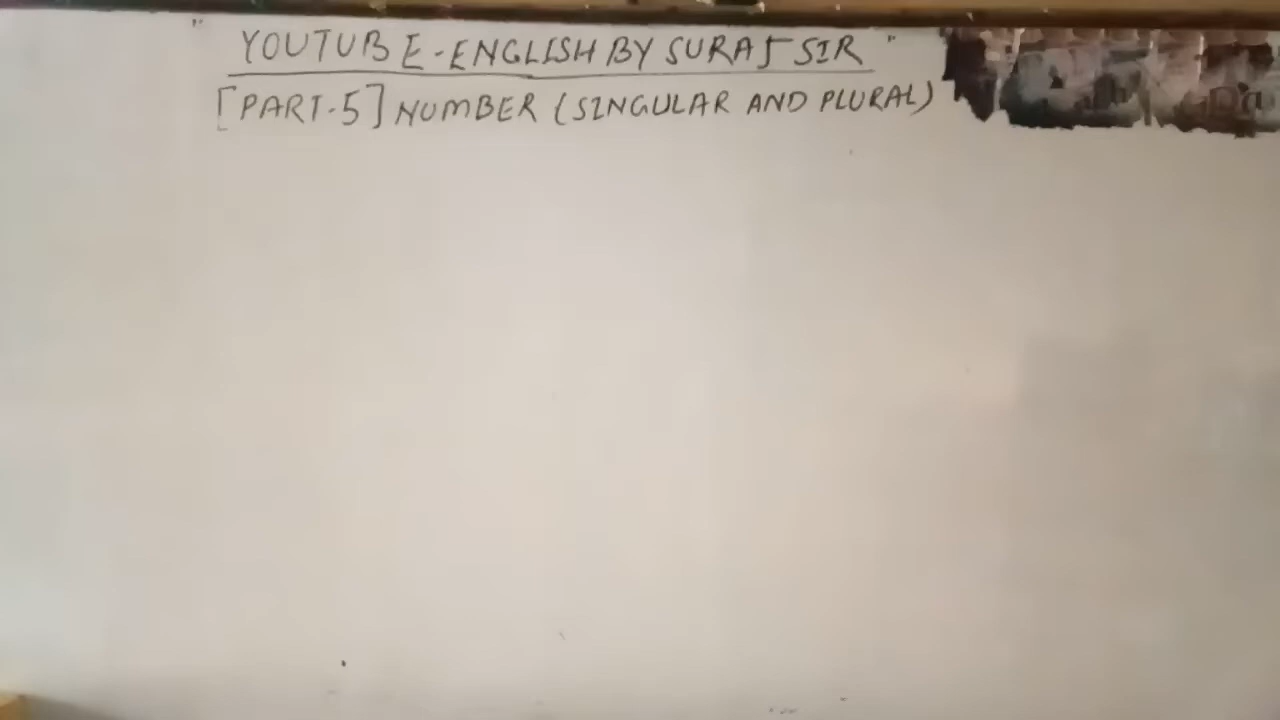 "YOUTUBE-ENGLISH BY SURAJ SIR"
[PART-5] NUMBER (SINGULAR AND PLURAL)